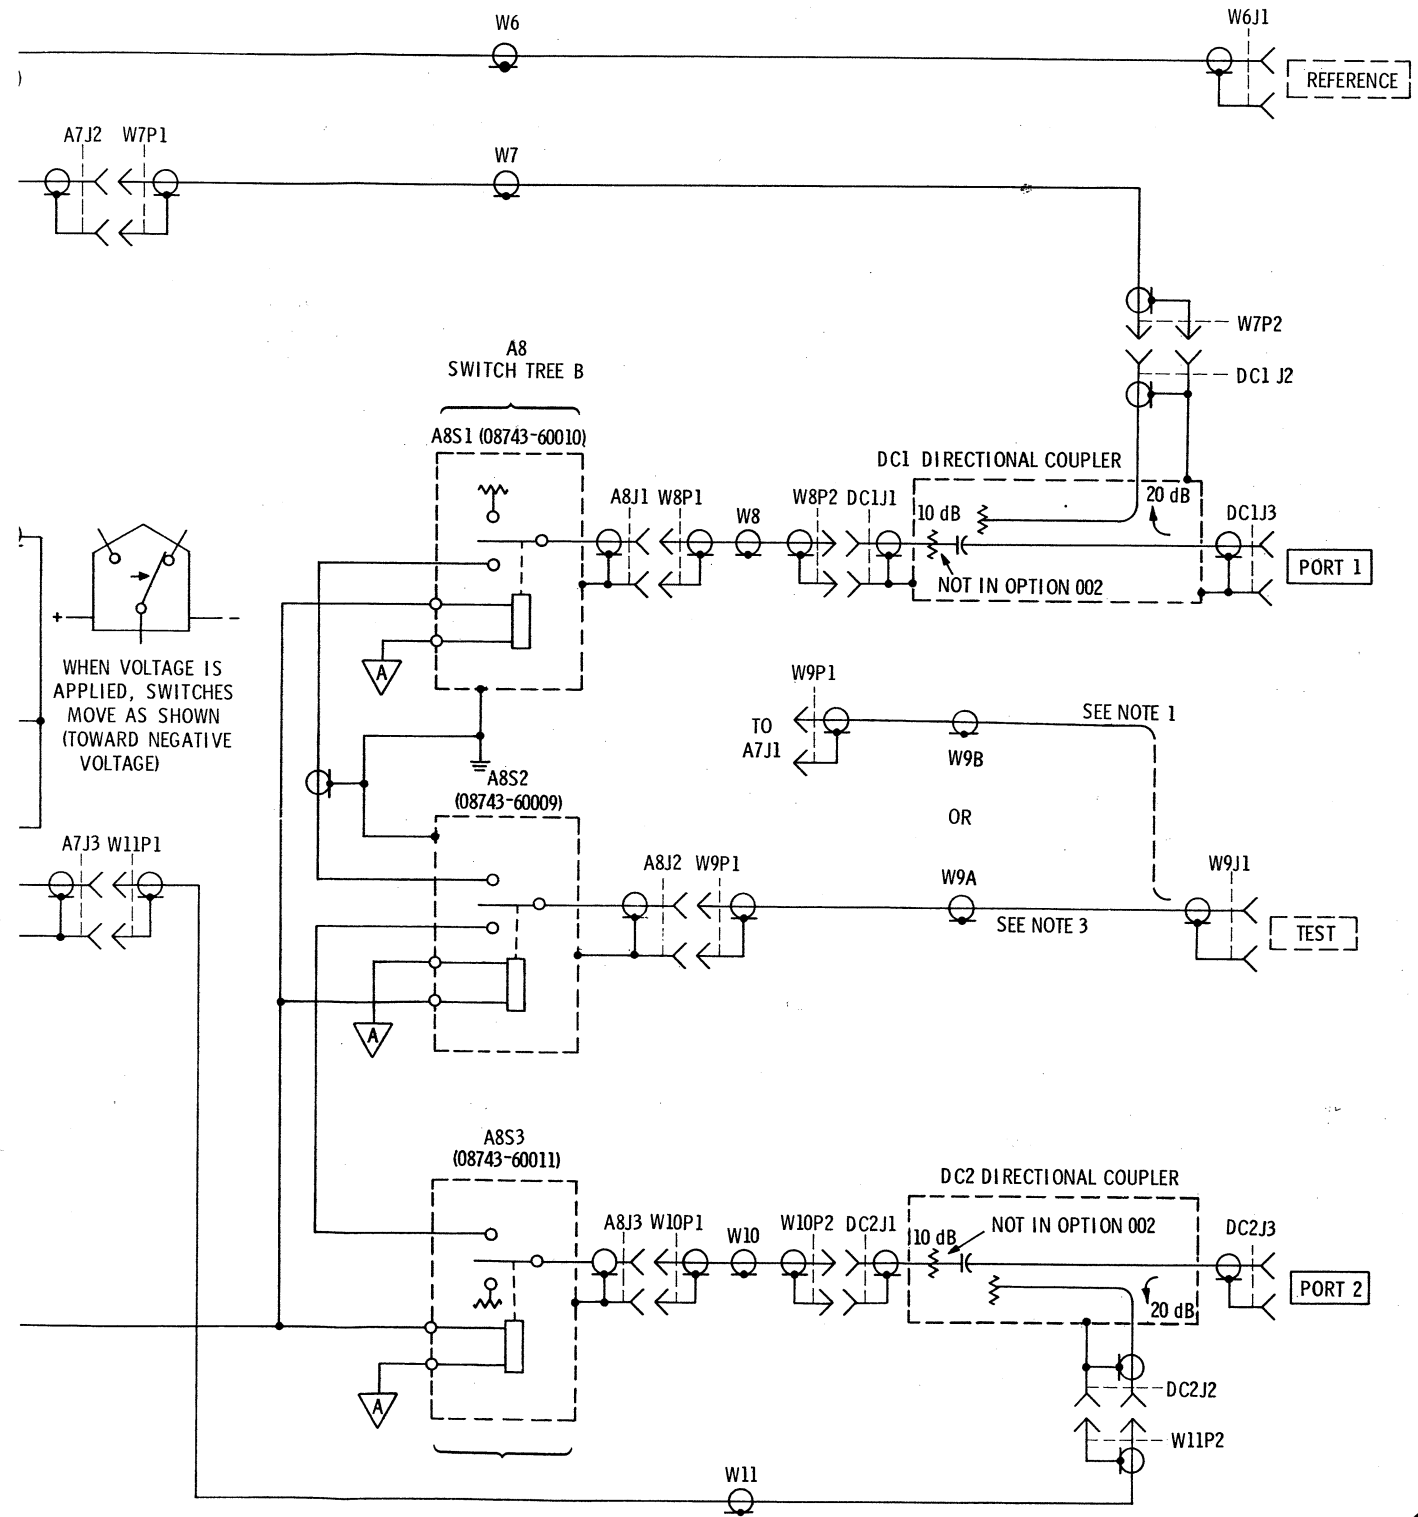 W6
W6J1
)
REFERENCE
A7J2 W7P1
W7
W7P2
DC1 J2
A8
SWITCH TREE B
A8S1 (08743-60010)
DC1 DIRECTIONAL COUPLER
A8J1 W8P1
W8
W8P2 DC1J1
10 dB
20 dB
DC1J3
PORT 1
NOT IN OPTION 002
+
-
WHEN VOLTAGE IS
APPLIED, SWITCHES
MOVE AS SHOWN
(TOWARD NEGATIVE
VOLTAGE)
A
W9P1
TO
A7J1
SEE NOTE 1
W9B
A8S2
(08743-60009)
OR
A7J3 W11P1
A8J2 W9P1
W9A
SEE NOTE 3
W9J1
TEST
A
A8S3
(08743-60011)
DC2 DIRECTIONAL COUPLER
A8J3 W10P1
W10
W10P2 DC2J1
10 dB
NOT IN OPTION 002
DC2J3
PORT 2
20 dB
A
DC2J2
W11P2
W11